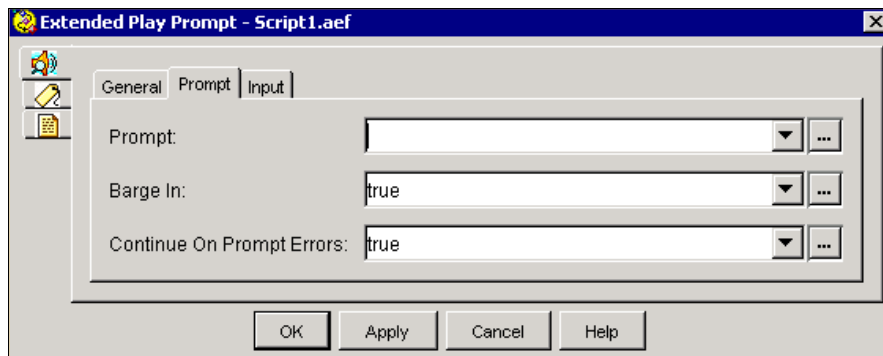 Extended Play Prompt - Script1.aef
General Prompt Input
Prompt: ...
Barge In: true ...
Continue On Prompt Errors: true ...
OK Apply Cancel Help